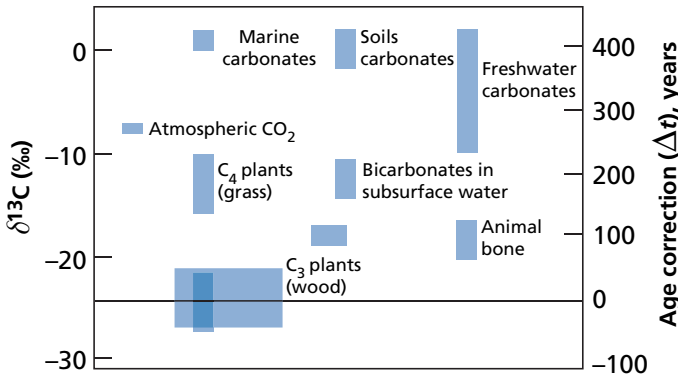 0
−10
−20
−30
δ13C (‰)
Marine
carbonates
Soils
carbonates
Freshwater
carbonates
Atmospheric CO2
C4 plants
(grass)
Bicarbonates in
subsurface water
Animal
bone
C3 plants
(wood)
400
300
200
100
0
−100
Age correction (Δt), years